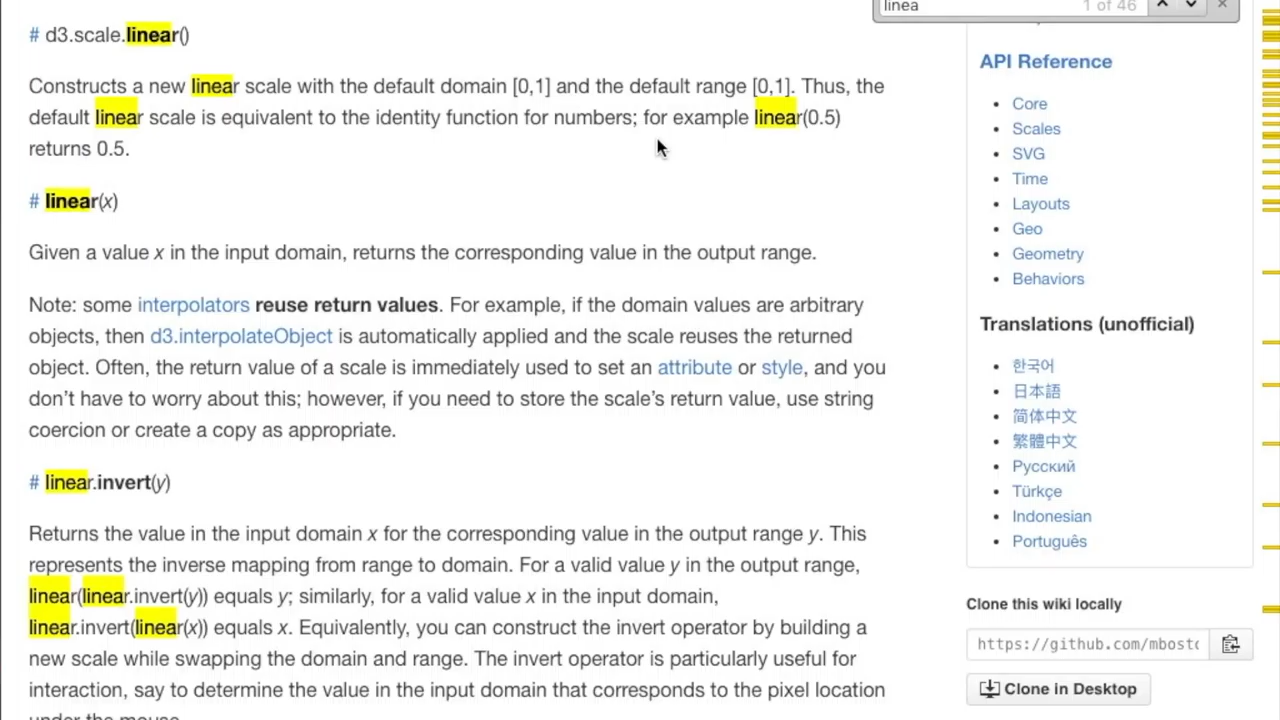 linea 1 of 46
# d3.scale.linear()
Constructs a new linear scale with the default domain [0,1] and the default range [0,1]. Thus, the
default linear scale is equivalent to the identity function for numbers; for example linear(0.5)
returns 0.5.
# linear(x)
Given a value x in the input domain, returns the corresponding value in the output range.
Note: some interpolators reuse return values. For example, if the domain values are arbitrary
objects, then d3.interpolateObject is automatically applied and the scale reuses the returned
object. Often, the return value of a scale is immediately used to set an attribute or style, and you
don’t have to worry about this; however, if you need to store the scale’s return value, use string
coercion or create a copy as appropriate.
# linear.invert(y)
Returns the value in the input domain x for the corresponding value in the output range y. This
represents the inverse mapping from range to domain. For a valid value y in the output range,
linear(linear.invert(y)) equals y; similarly, for a valid value x in the input domain,
linear.invert(linear(x)) equals x. Equivalently, you can construct the invert operator by building a
new scale while swapping the domain and range. The invert operator is particularly useful for
interaction, say to determine the value in the input domain that corresponds to the pixel location
under the mouse.
API Reference
Core
Scales
SVG
Time
Layouts
Geo
Geometry
Behaviors
Translations (unofficial)
한국어
日本語
简体中文
繁體中文
Русский
Türkçe
Indonesian
Português
Clone this wiki locally
https://github.com/mbostc
Clone in Desktop